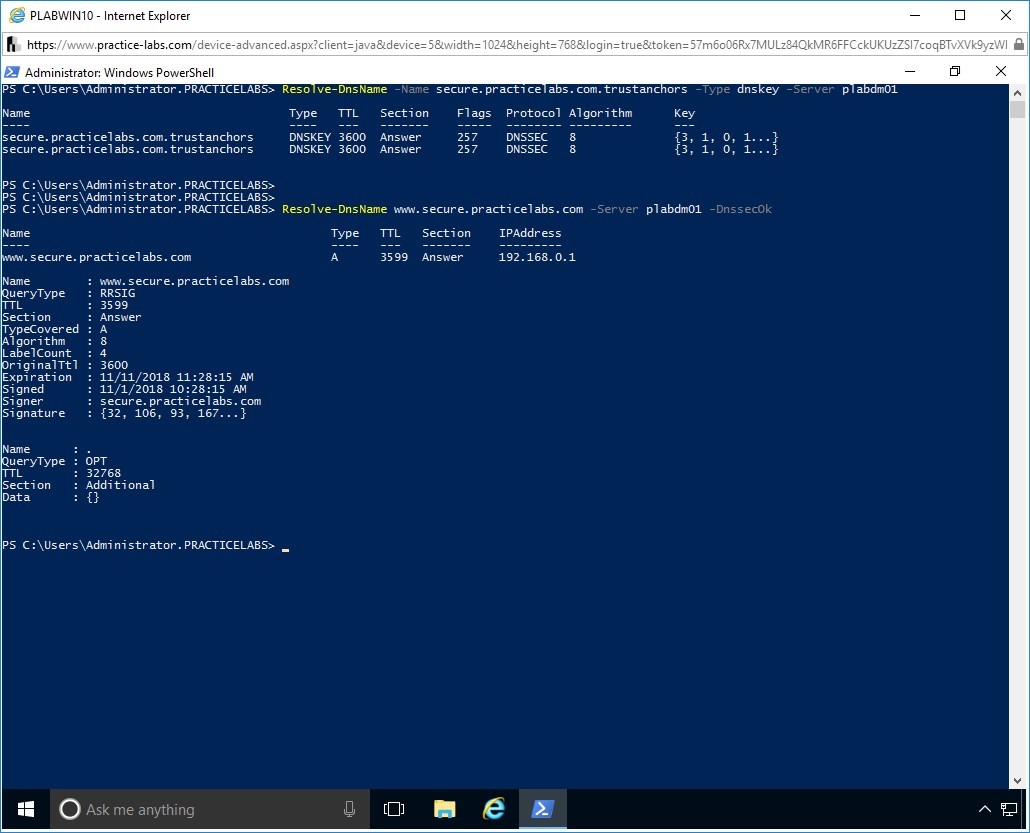 PLABWIN10 - Internet Explorer
https://www.practice-labs.com/device-advanced.aspx?client=java&device=5&width=1024&height=768&login=true&token=57m6o06Rx7MULz84QkMR6FFCckUKUzZSI7coqBTvXVk9yzWI
Administrator: Windows PowerShell
PS C:\Users\Administrator.PRACTICELABS> Resolve-DnsName -Name secure.practicelabs.com.trustanchors -Type dnskey -Server plabdm01
Name Type TTL Section Flags Protocol Algorithm Key
---- ---- --- ------- ----- -------- --------- ---
secure.practicelabs.com.trustanchors DNSKEY 3600 Answer 257 DNSSEC 8 {3, 1, 0, 1...}
secure.practicelabs.com.trustanchors DNSKEY 3600 Answer 257 DNSSEC 8 {3, 1, 0, 1...}
PS C:\Users\Administrator.PRACTICELABS>
PS C:\Users\Administrator.PRACTICELABS>
PS C:\Users\Administrator.PRACTICELABS> Resolve-DnsName www.secure.practicelabs.com -Server plabdm01 -DnssecOk
Name Type TTL Section IPAddress
---- ---- --- ------- ---------
www.secure.practicelabs.com A 3599 Answer 192.168.0.1
Name : www.secure.practicelabs.com
QueryType : RRSIG
TTL : 3599
Section : Answer
TypeCovered : A
Algorithm : 8
LabelCount : 4
OriginalTtl : 3600
Expiration : 11/11/2018 11:28:15 AM
Signed : 11/1/2018 10:28:15 AM
Signer : secure.practicelabs.com
Signature : {32, 106, 93, 167...}
Name : .
QueryType : OPT
TTL : 32768
Section : Additional
Data : {}
PS C:\Users\Administrator.PRACTICELABS> _
Ask me anything